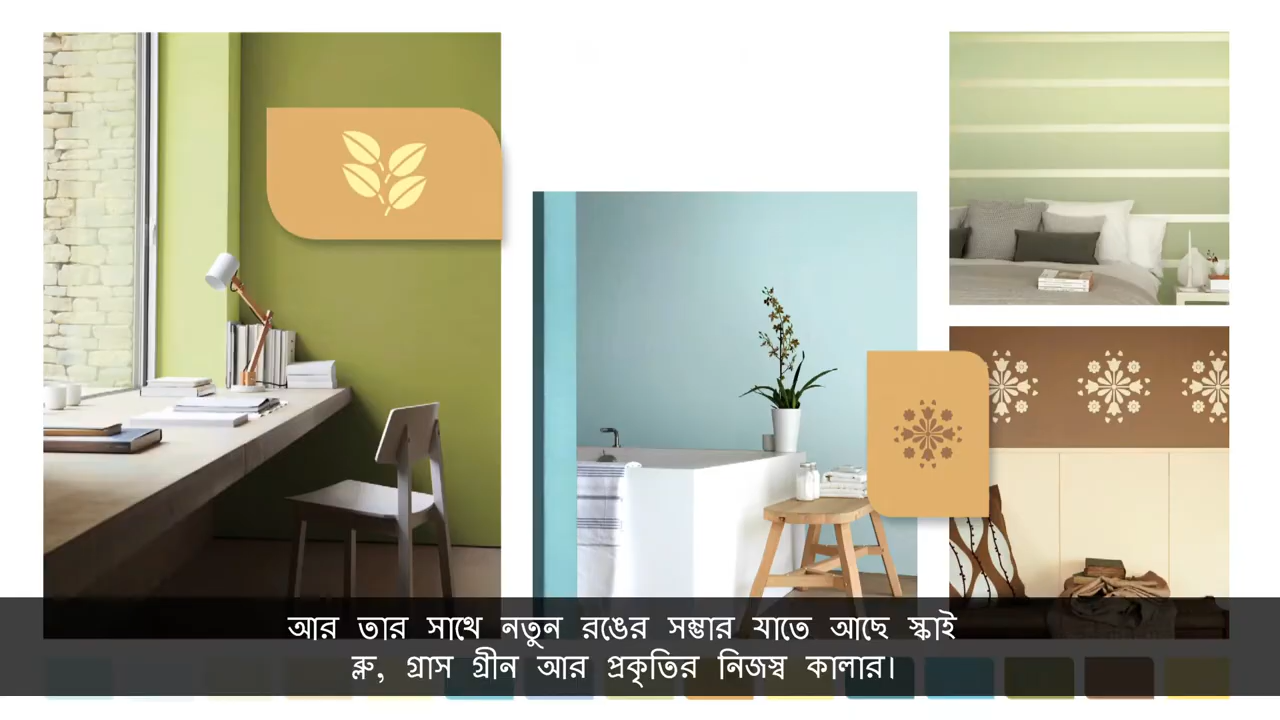 আর তার সাথে নতুন রঙের সম্ভার যাতে আছে স্কাই
ব্লু, গ্রাস গ্রীন আর প্রকৃতির নিজস্ব কালার।